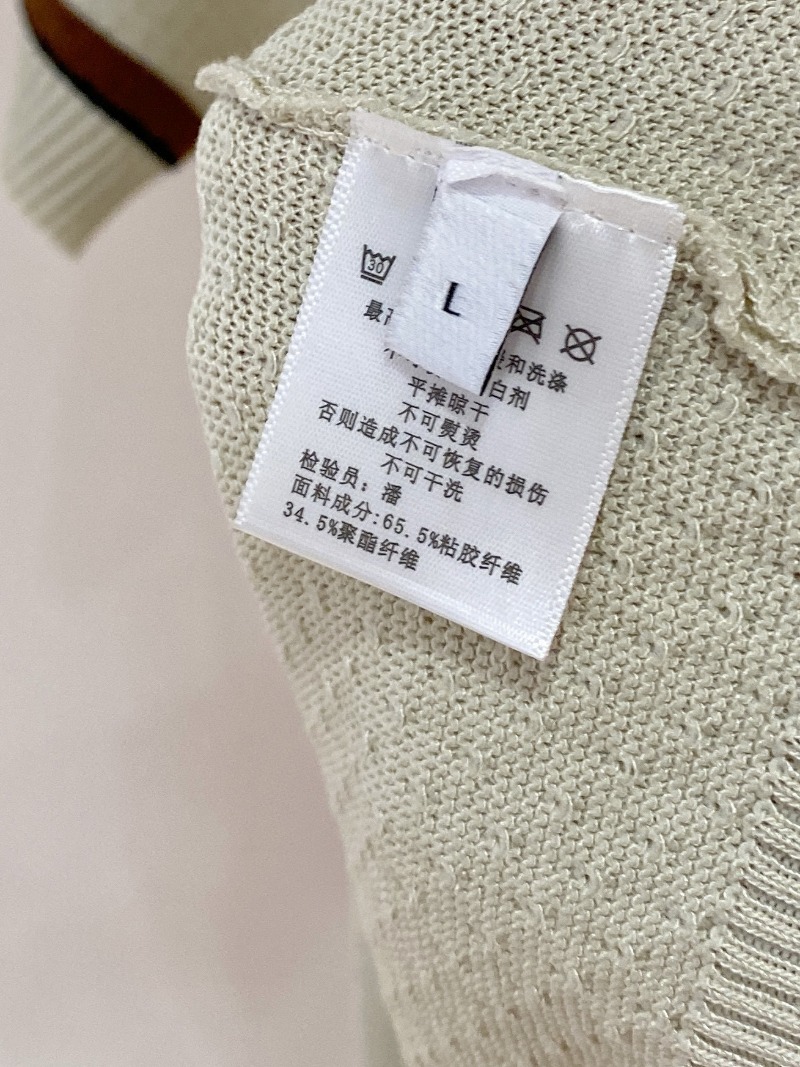 30
L
最高
和洗涤
白剂
平摊晾干
不可熨烫
否则造成不可恢复的损伤
不可干洗
检验员：潘
面料成分:65.5%粘胶纤维
34.5%聚酯纤维